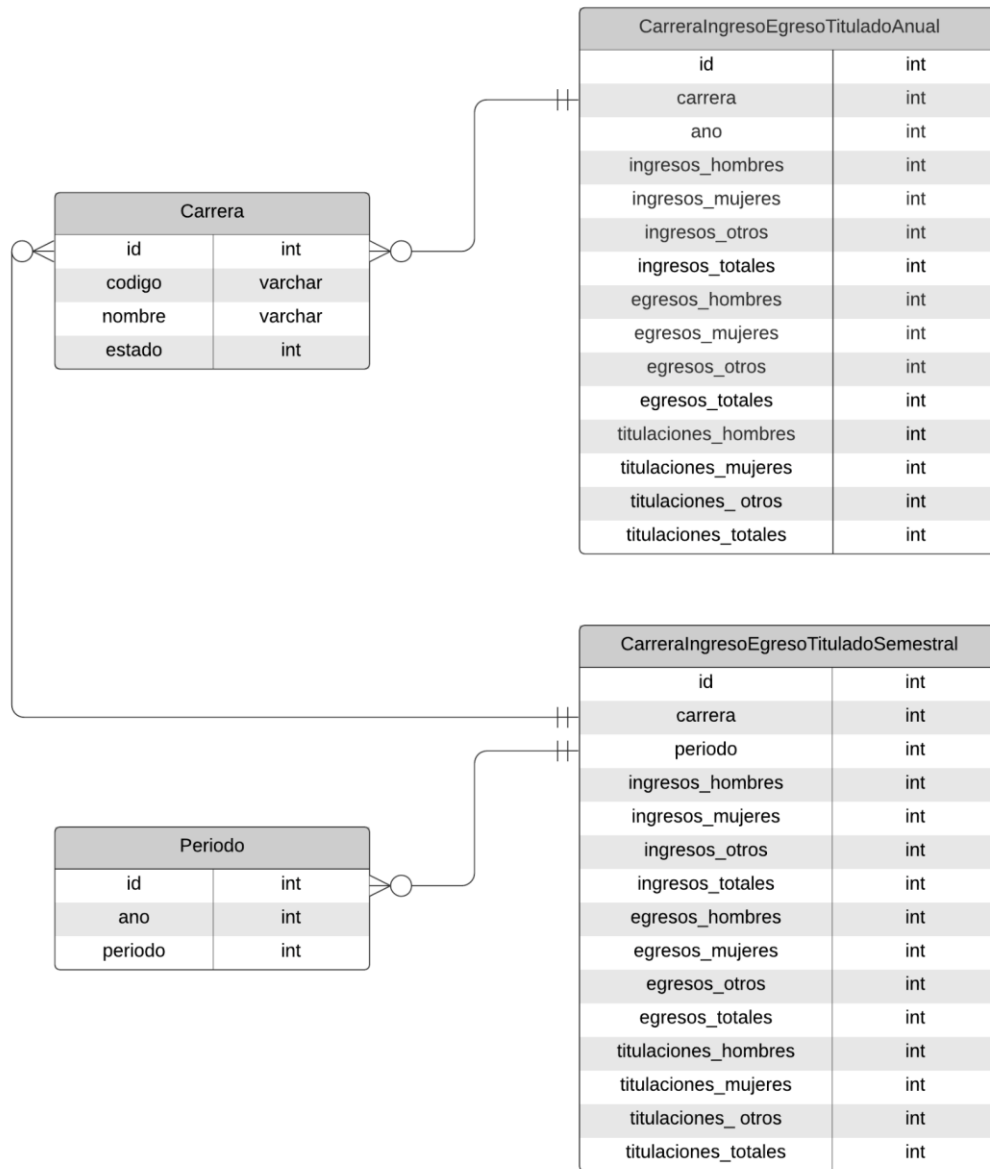 CarreraIngresoEgresoTituladoAnual
id int
carrera int
ano int
ingresos_hombres int
ingresos_mujeres int
ingresos_otros int
ingresos_totales int
egresos_hombres int
egresos_mujeres int
egresos_otros int
egresos_totales int
titulaciones_hombres int
titulaciones_mujeres int
titulaciones_ otros int
titulaciones_totales int
Carrera
id int
codigo varchar
nombre varchar
estado int
CarreraIngresoEgresoTituladoSemestral
id int
carrera int
periodo int
ingresos_hombres int
ingresos_mujeres int
ingresos_otros int
ingresos_totales int
egresos_hombres int
egresos_mujeres int
egresos_otros int
egresos_totales int
titulaciones_hombres int
titulaciones_mujeres int
titulaciones_ otros int
titulaciones_totales int
Periodo
id int
ano int
periodo int